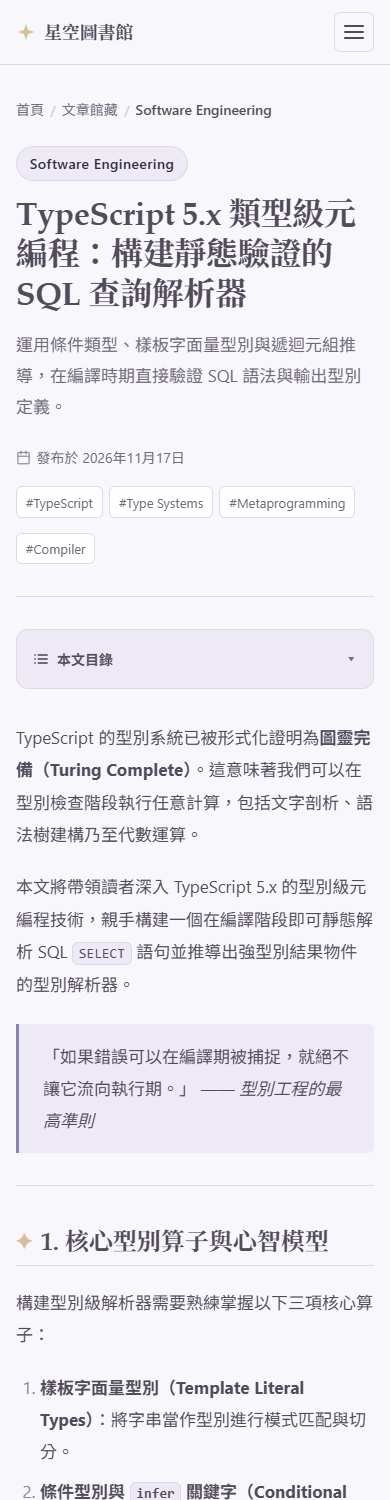 星空圖書館
首頁 / 文章館藏 / Software Engineering
Software Engineering
TypeScript 5.x 類型級元
編程：構建靜態驗證的
SQL 查詢解析器
運用條件類型、樣板字面量型別與遞迴元組推
導，在編譯時期直接驗證 SQL 語法與輸出型別
定義。
發布於 2026年11月17日
#TypeScript #Type Systems #Metaprogramming
#Compiler
本文目錄
TypeScript 的型別系統已被形式化證明為圖靈完
備（Turing Complete）。這意味著我們可以在
型別檢查階段執行任意計算，包括文字剖析、語
法樹建構乃至代數運算。
本文將帶領讀者深入 TypeScript 5.x 的型別級元
編程技術，親手構建一個在編譯階段即可靜態解
析 SQL SELECT 語句並推導出強型別結果物件
的型別解析器。
「如果錯誤可以在編譯期被捕捉，就絕不
讓它流向執行期。」 —— 型別工程的最
高準則
1. 核心型別算子與心智模型
構建型別級解析器需要熟練掌握以下三項核心算
子：
1. 樣板字面量型別（Template Literal
Types）：將字串當作型別進行模式匹配與切
分。
2. 條件型別與 infer 關鍵字（Conditional